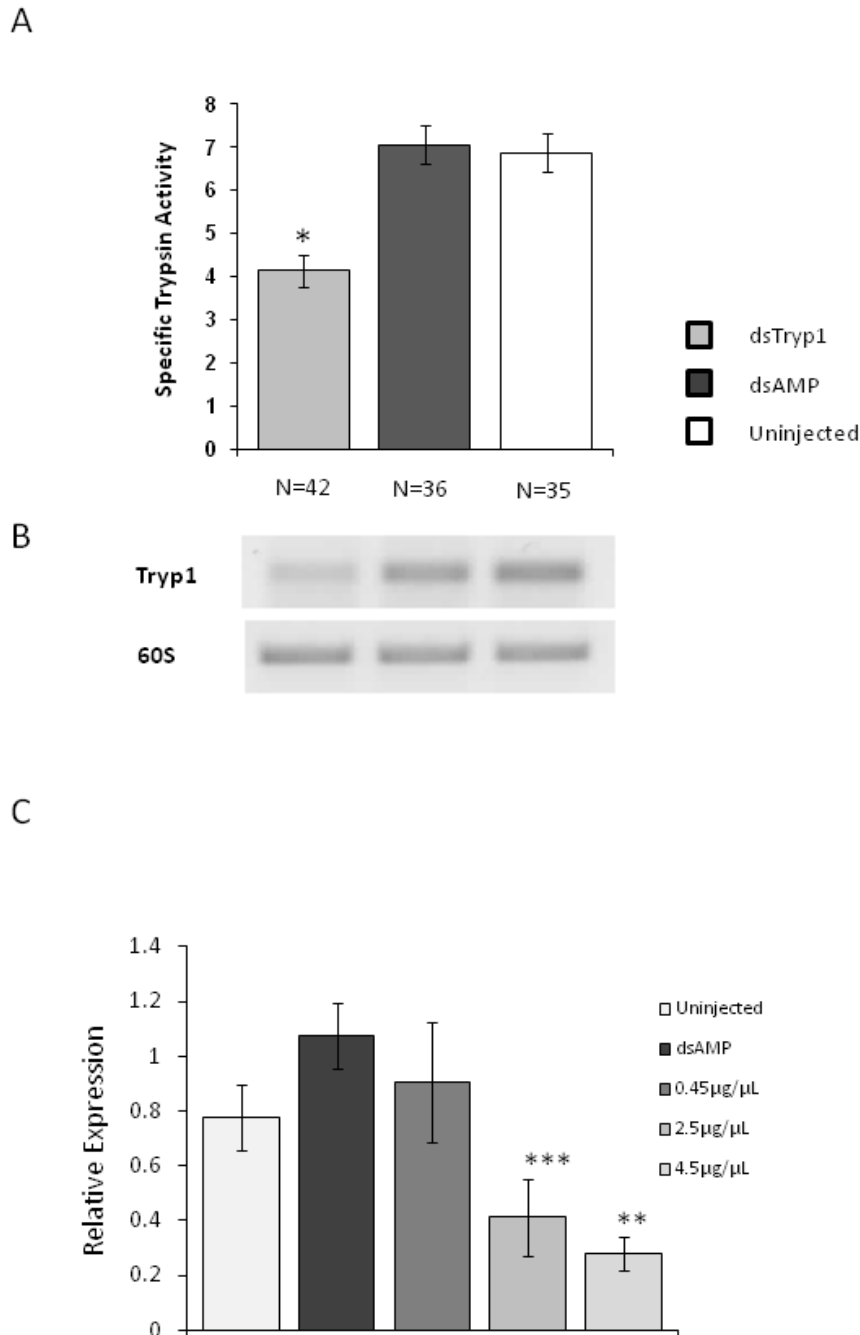 A
8
7
6
5
4
3
2
1
0
Specific Trypsin Activity
*
N=42 N=36 N=35
dsTryp1
dsAMP
Uninjected
B
Tryp1
60S
C
1.4
1.2
1
0.8
0.6
0.4
0.2
0
Relative Expression
***
**
Uninjected
dsAMP
0.45µg/µL
2.5µg/µL
4.5µg/µL